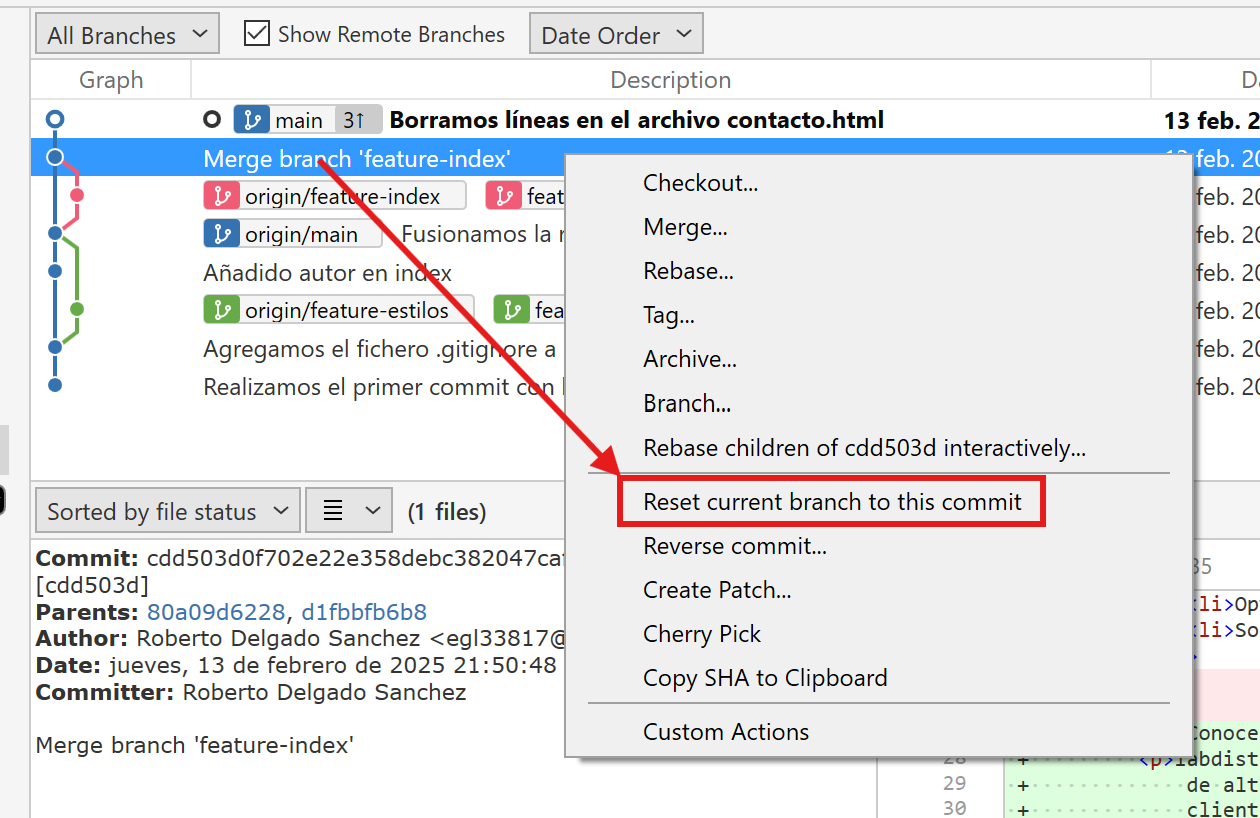 All Branches Show Remote Branches Date Order
Graph Description
main 3↑ Borramos líneas en el archivo contacto.html 13 feb. 2
Merge branch 'feature-index' feb. 20
origin/feature-index feb. 20
origin/main Fusionamos la feb. 20
Añadido autor en index feb. 20
origin/feature-estilos feb. 20
Agregamos el fichero .gitignore a feb. 20
Realizamos el primer commit con feb. 20
Checkout...
Merge...
Rebase...
Tag...
Archive...
Branch...
Rebase children of cdd503d interactively...
Reset current branch to this commit
Reverse commit...
Create Patch...
Cherry Pick
Copy SHA to Clipboard
Custom Actions
Sorted by file status (1 files)
Commit: cdd503d0f702e22e358debc382047ca
[cdd503d]
Parents: 80a09d6228, d1fbbfb6b8
Author: Roberto Delgado Sanchez <egl33817@
Date: jueves, 13 de febrero de 2025 21:50:48
Committer: Roberto Delgado Sanchez
Merge branch 'feature-index'
35
li>Op
li>So
Conoce
28 + <p>labdist
29 + de alt
30 + client